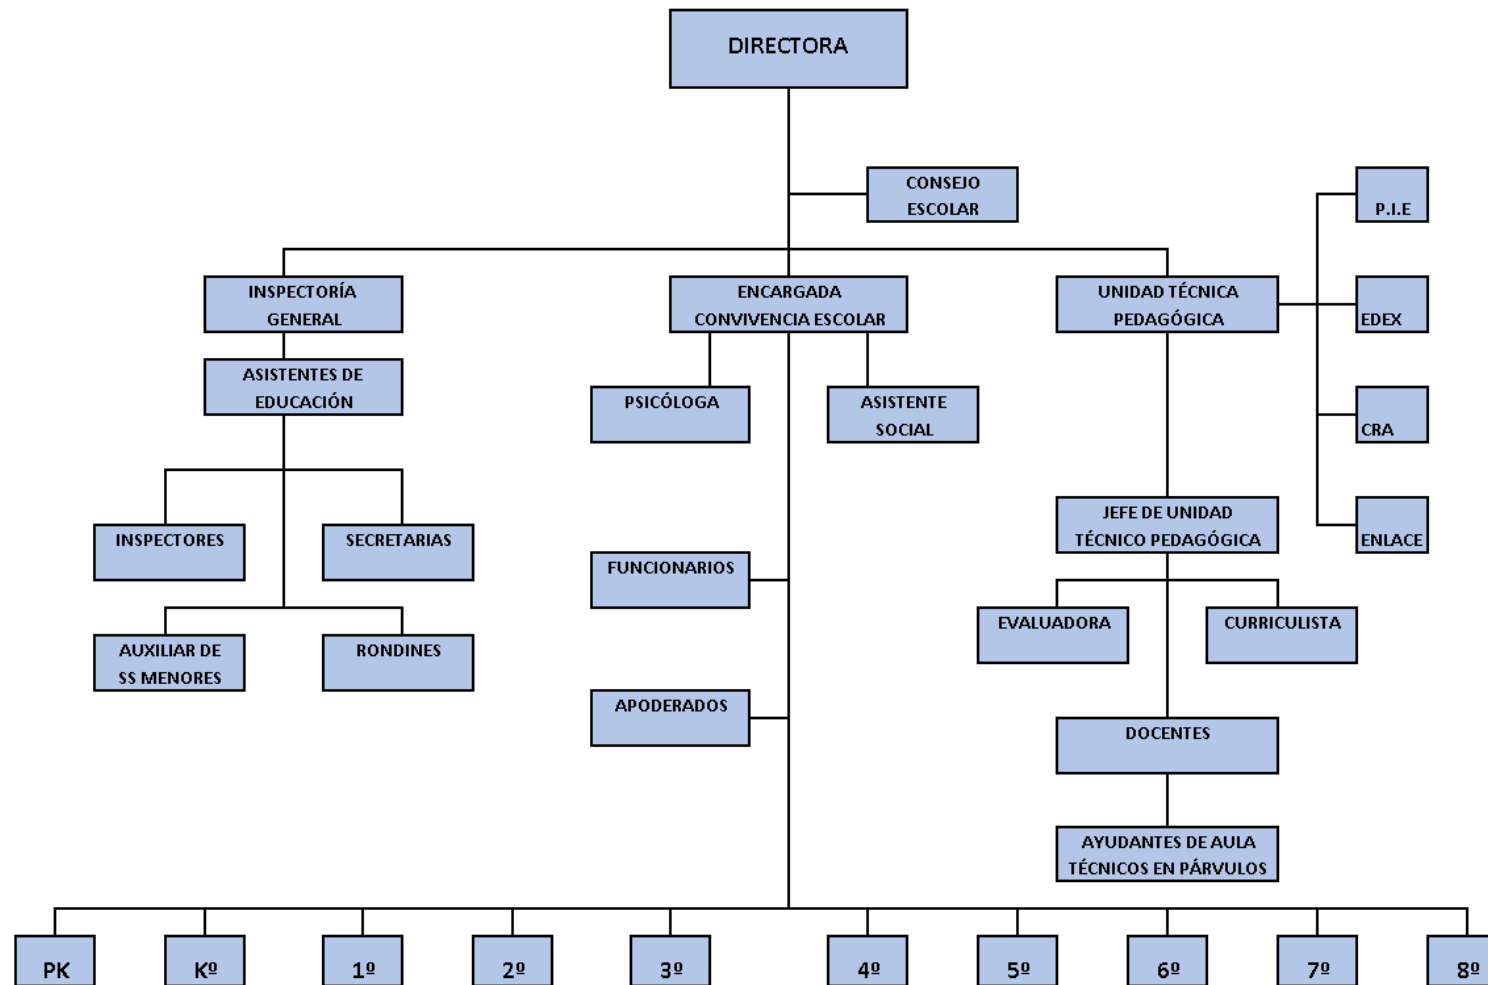 DIRECTORA
CONSEJO
ESCOLAR
P.I.E
INSPECTORÍA
GENERAL
ENCARGADA
CONVIVENCIA ESCOLAR
UNIDAD TÉCNICA
PEDAGÓGICA
EDEX
ASISTENTES DE
EDUCACIÓN
PSICÓLOGA
ASISTENTE
SOCIAL
CRA
INSPECTORES
SECRETARIAS
JEFE DE UNIDAD
TÉCNICO PEDAGÓGICA
ENLACE
FUNCIONARIOS
EVALUADORA
CURRICULISTA
AUXILIAR DE
SS MENORES
RONDINES
APODERADOS
DOCENTES
AYUDANTES DE AULA
TÉCNICOS EN PÁRVULOS
PK
Kº
1º
2º
3º
4º
5º
6º
7º
8º